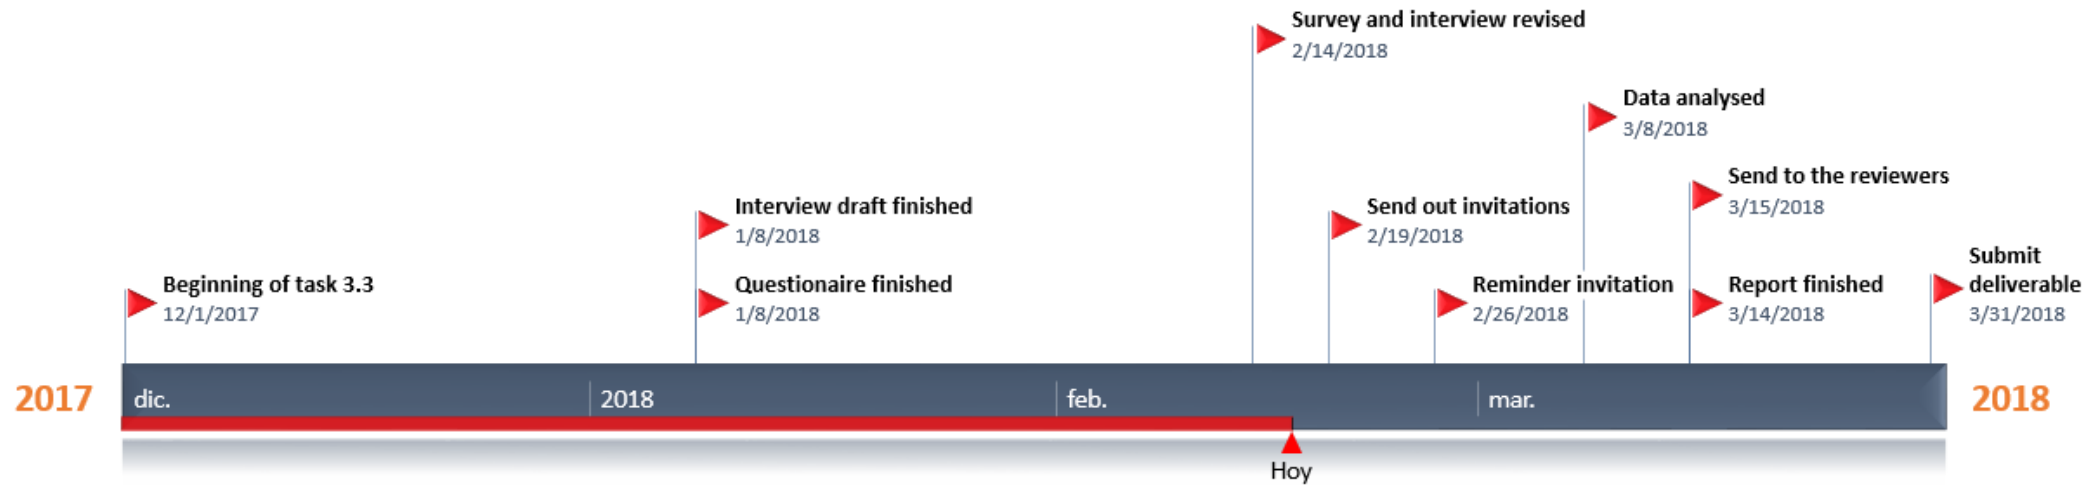 Survey and interview revised
2/14/2018
Data analysed
3/8/2018
Send to the reviewers
3/15/2018
Interview draft finished
1/8/2018
Send out invitations
2/19/2018
Submit
deliverable
3/31/2018
Beginning of task 3.3
12/1/2017
Questionaire finished
1/8/2018
Reminder invitation
2/26/2018
Report finished
3/14/2018
2017
dic.
2018
feb.
mar.
2018
Hoy